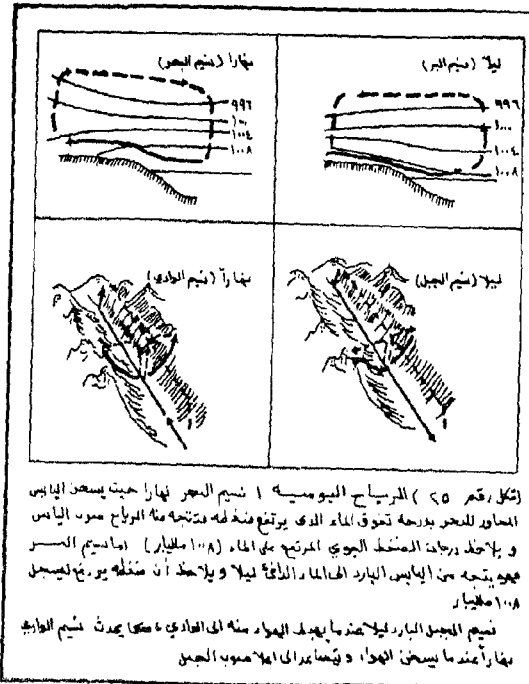 ليلا (نسيم البر)
٩٩٦
١٠٠٠
١٠٠٤
١٠٠٨
نهارا (نسيم البحر)
٩٩٦
١٠٠٠
١٠٠٤
١٠٠٨
ليلا (نسيم الجبل)
نهارا (نسيم الوادي)
(شكل رقم ٢٥) الرياح اليومية ١ نسيم البحر نهارا حيث يسخن اليابس
المجاور للبحر بدرجة تفوق الماء الذى يرتفع ضغطه فتتجه منه الرياح صوب اليابس
و يلاحظ درجات الضغط الجوي المرتفع على الماء (١٠٠٨ مليبار) اما نسيم البر
فهو يتجه من اليابس البارد الى الماء الدافئ ليلا و يلاحظ أن ضغطه يرتفع ليسجل
١٠٠٨ مليبار
نسيم الجبل البارد ليلا عندما يهبط الهواء منه الى الوادي يحدث نسيم الوادي
نهاراً عندما يسخن الهواء و يتصاعد الى اعلا صوب الجبل